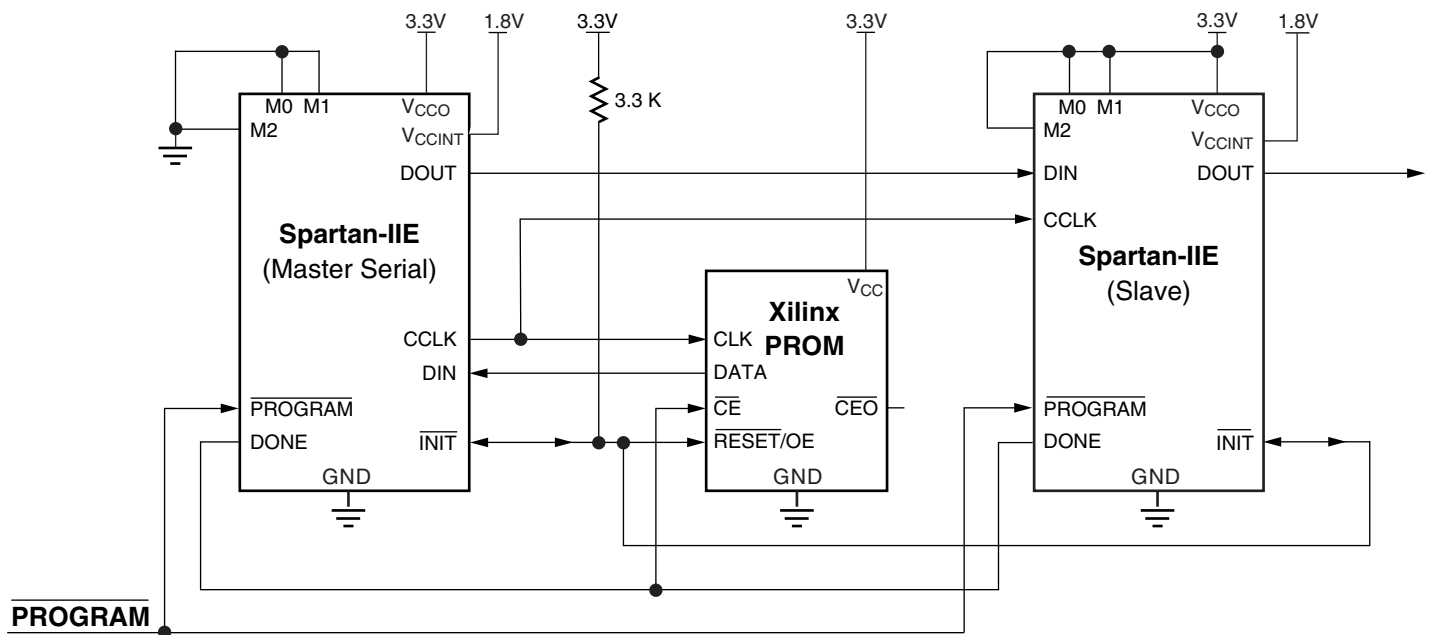 3.3V 1.8V 3.3V 3.3V 3.3V 1.8V
3.3 K
M0 M1 VCCO
M2
VCCINT
DOUT
Spartan-IIE
(Master Serial)
CCLK
DIN
PROGRAM
DONE INIT
GND
VCC
Xilinx
PROM
CLK
DATA
CE CEO
RESET/OE
GND
M0 M1 VCCO
M2
VCCINT
DIN DOUT
CCLK
Spartan-IIE
(Slave)
PROGRAM
DONE INIT
GND
PROGRAM